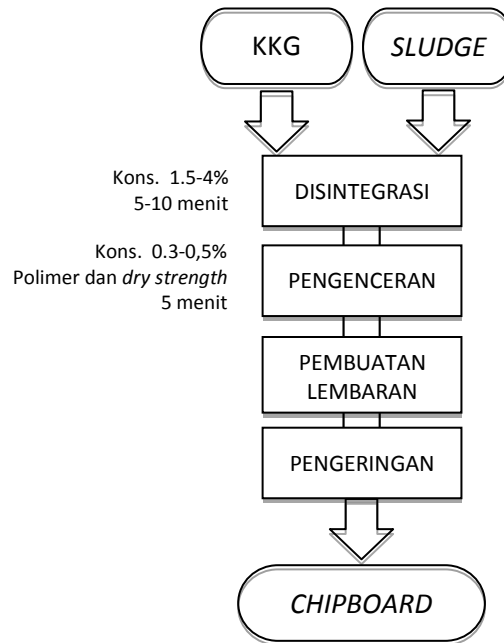 KKG
SLUDGE
Kons. 1.5-4%
5-10 menit
DISINTEGRASI
Kons. 0.3-0,5%
Polimer dan dry strength
5 menit
PENGENCERAN
PEMBUATAN
LEMBARAN
PENGERINGAN
CHIPBOARD